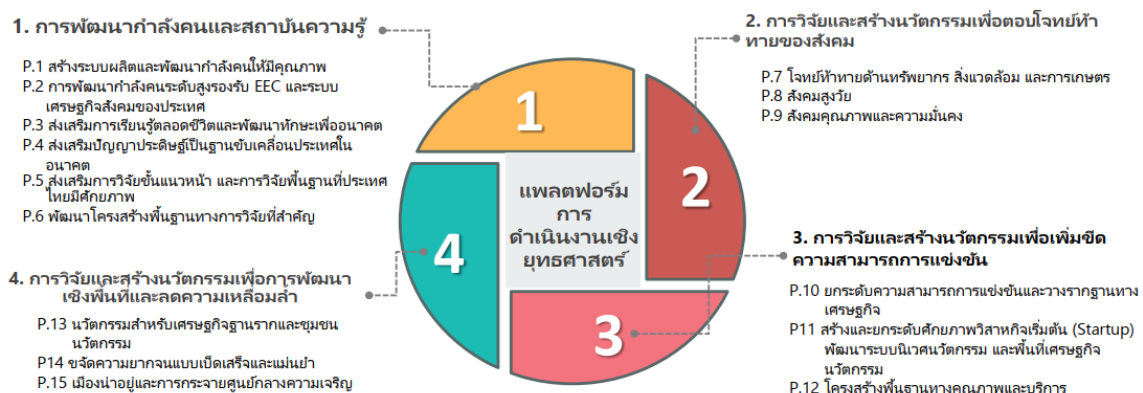 1. การพัฒนากำลังคนและสถาบันความรู้
P.1 สร้างระบบผลิตและพัฒนากำลังคนให้มีคุณภาพ
P.2 การพัฒนากำลังคนระดับสูงรองรับ EEC และระบบ
เศรษฐกิจสังคมของประเทศ
P.3 ส่งเสริมการเรียนรู้ตลอดชีวิตและพัฒนาทักษะเพื่ออนาคต
P.4 ส่งเสริมปัญญาประดิษฐ์เป็นฐานขับเคลื่อนประเทศใน
อนาคต
P.5 ส่งเสริมการวิจัยขั้นแนวหน้า และการวิจัยพื้นฐานที่ประเทศ
ไทยมีศักยภาพ
P.6 พัฒนาโครงสร้างพื้นฐานทางการวิจัยที่สำคัญ
2. การวิจัยและสร้างนวัตกรรมเพื่อตอบโจทย์ท้า
ทายของสังคม
P.7 โจทย์ท้าทายด้านทรัพยากร สิ่งแวดล้อม และการเกษตร
P.8 สังคมสูงวัย
P.9 สังคมคุณภาพและความมั่นคง
1
2
แพลตฟอร์ม
การ
ดำเนินงานเชิง
ยุทธศาสตร์
4
3
3. การวิจัยและสร้างนวัตกรรมเพื่อเพิ่มขีด
ความสามารถการแข่งขัน
P.10 ยกระดับความสามารถการแข่งขันและวางรากฐานทาง
เศรษฐกิจ
P11 สร้างและยกระดับศักยภาพวิสาหกิจเริ่มต้น (Startup)
พัฒนาระบบนิเวศนวัตกรรม และพื้นที่เศรษฐกิจ
นวัตกรรม
P.12 โครงสร้างพื้นฐานทางคุณภาพและบริการ
4. การวิจัยและสร้างนวัตกรรมเพื่อการพัฒนา
เชิงพื้นที่และลดความเหลื่อมล้ำ
P.13 นวัตกรรมสำหรับเศรษฐกิจฐานรากและชุมชน
นวัตกรรม
P14 ขจัดความยากจนแบบเบ็ดเสร็จและแม่นยำ
P.15 เมืองน่าอยู่และการกระจายศูนย์กลางความเจริญ